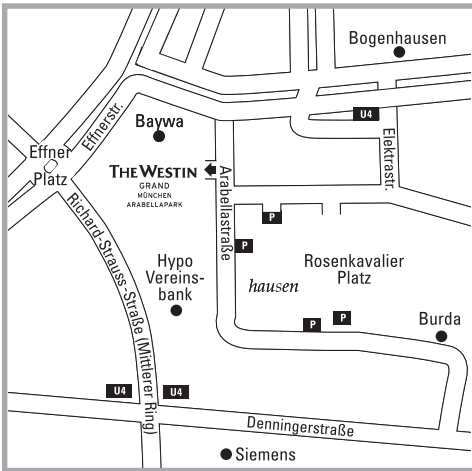 Bogenhausen
U4
Baywa
Effnerstr.
Elektrastr.
Effner
Platz
THE WESTIN
GRAND
MÜNCHEN
ARABELLAPARK
Arabellastraße
Richard-Strauss-Straße (Mittlerer Ring)
P
P
Hypo
Vereins-
bank
hausen
Rosenkavalier
Platz
P
P
Burda
U4
U4
Denningerstraße
Siemens